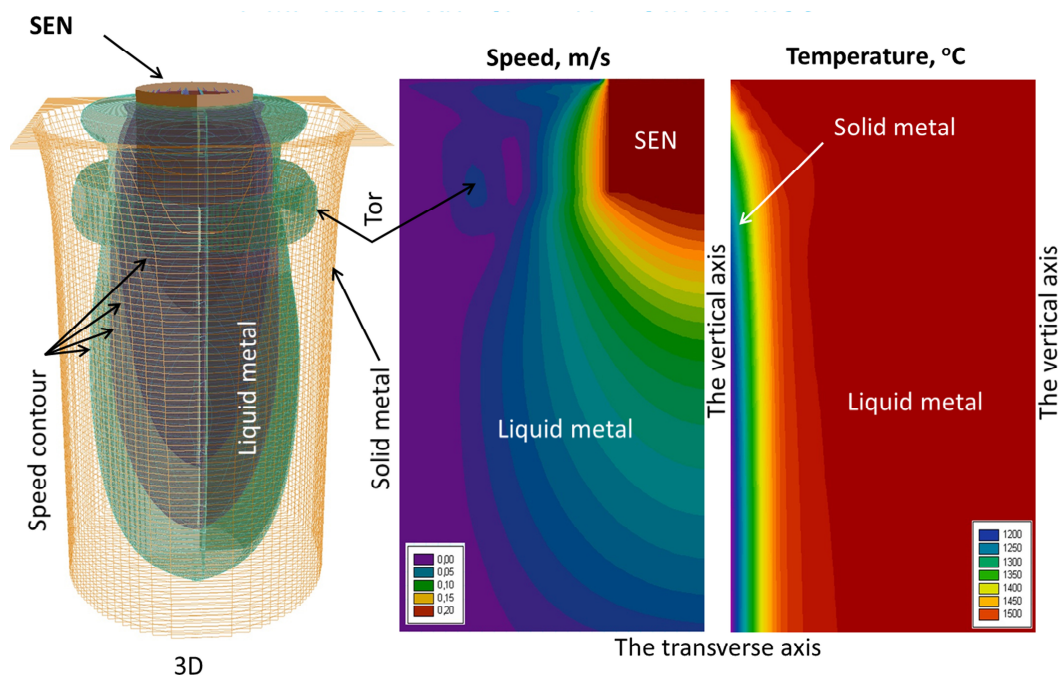 SEN
Speed, m/s
Temperature, °C
SEN
Solid metal
Tor
The vertical axis
The vertical axis
Speed contour
Liquid metal
Solid metal
Liquid metal
Liquid metal
0,00
0,05
0,10
0,15
0,20
1200
1250
1300
1350
1400
1450
1500
The transverse axis
3D